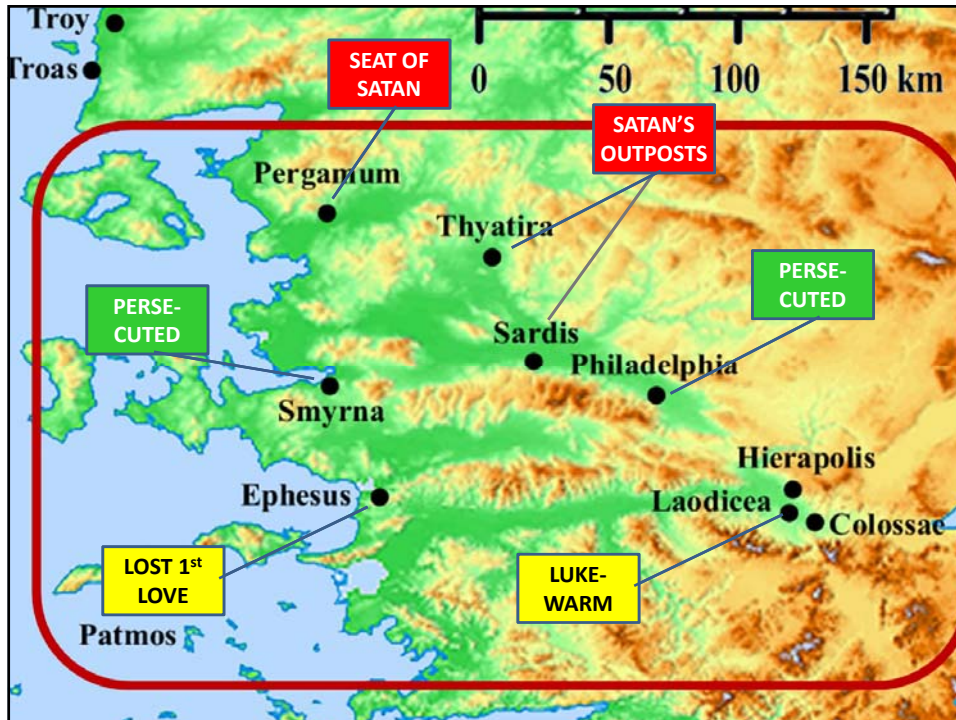 Troy
Troas
0 50 100 150 km
SEAT OF
SATAN
SATAN’S
OUTPOSTS
Pergamum
Thyatira
PERSE-
CUTED
PERSE-
CUTED
Sardis
Philadelphia
Smyrna
Hierapolis
Ephesus
Laodicea
Colossae
LOST 1st
LOVE
LUKE-
WARM
Patmos